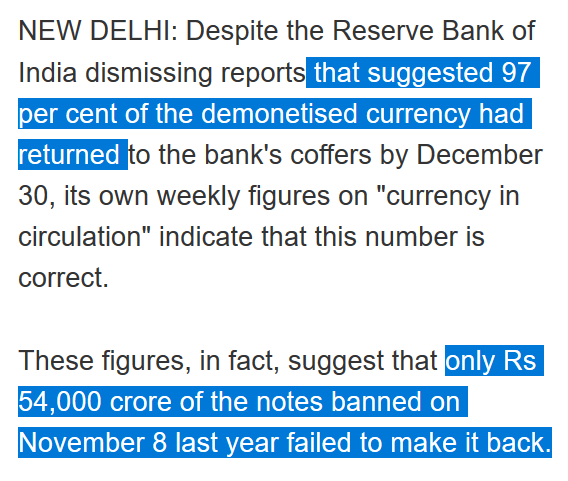 NEW DELHI: Despite the Reserve Bank of
India dismissing reports that suggested 97
per cent of the demonetised currency had
returned to the bank's coffers by December
30, its own weekly figures on "currency in
circulation" indicate that this number is
correct.
These figures, in fact, suggest that only Rs
54,000 crore of the notes banned on
November 8 last year failed to make it back.